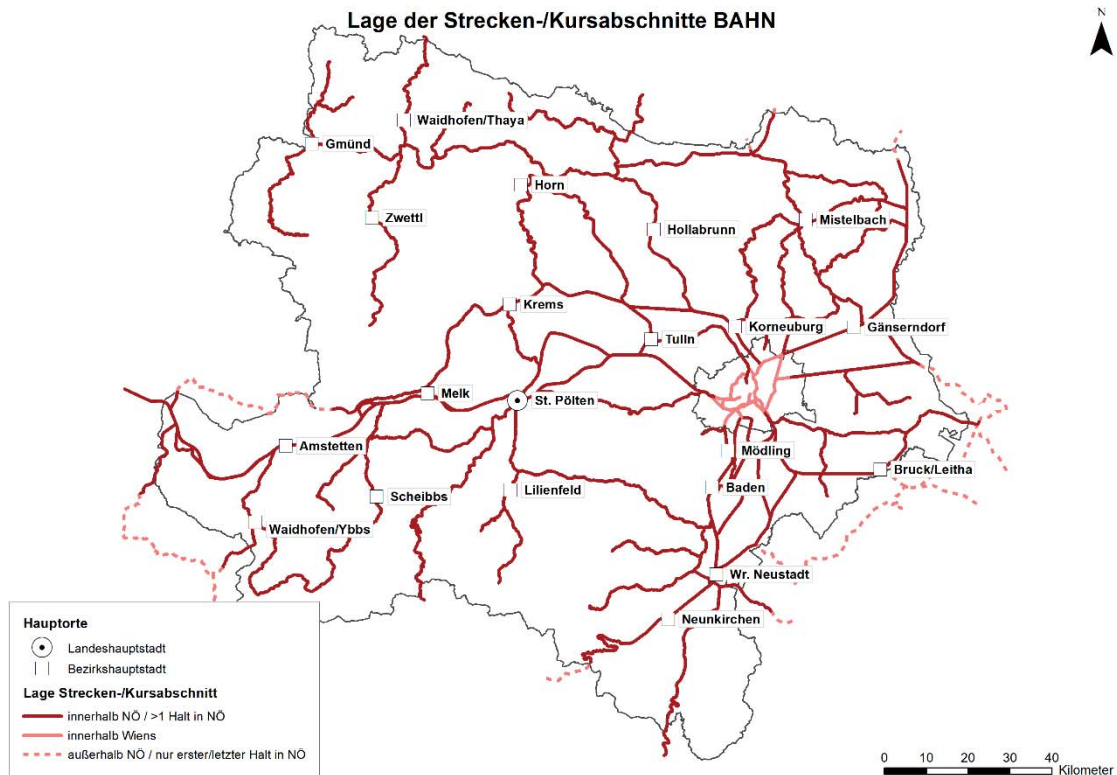 Lage der Strecken-/Kursabschnitte BAHN
N
Waidhofen/Thaya
Gmünd
Horn
Zwettl
Hollabrunn
Mistelbach
Krems
Tulln
Korneuburg
Gänserndorf
Melk
St. Pölten
Amstetten
Mödling
Bruck/Leitha
Scheibbs
Lilienfeld
Baden
Waidhofen/Ybbs
Wr. Neustadt
Neunkirchen
Hauptorte
Landeshauptstadt
Bezirkshauptstadt
Lage Strecken-/Kursabschnitt
innerhalb NÖ / >1 Halt in NÖ
innerhalb Wiens
außerhalb NÖ / nur erster/letzter Halt in NÖ
0 10 20 30 40
Kilometer